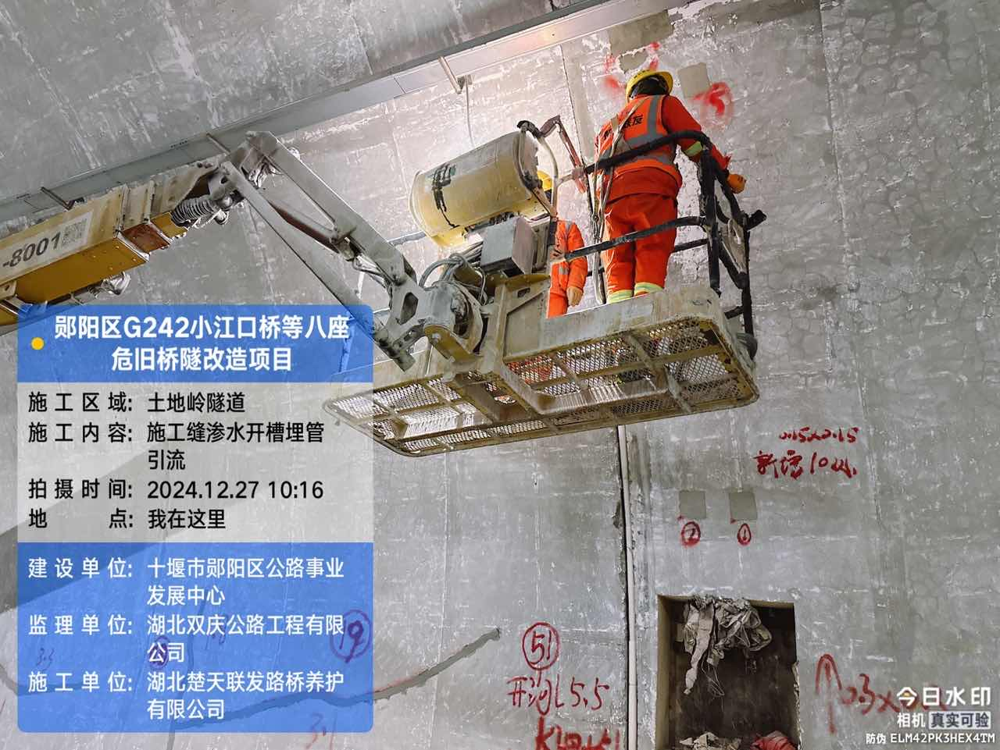 -8001
郧阳区G242小江口桥等八座
危旧桥隧改造项目
施工区域: 土地岭隧道
施工内容: 施工缝渗水开槽埋管
引流
拍摄时间: 2024.12.27 10:16
地点: 我在这里
建设单位: 十堰市郧阳区公路事业
发展中心
监理单位: 湖北双庆公路工程有限
公司
施工单位: 湖北楚天联发路桥养护
有限公司
新增10
2
1
19
51
5.5
今日水印
相机 真实可验
防伪 ELM42PK3HEX4TM